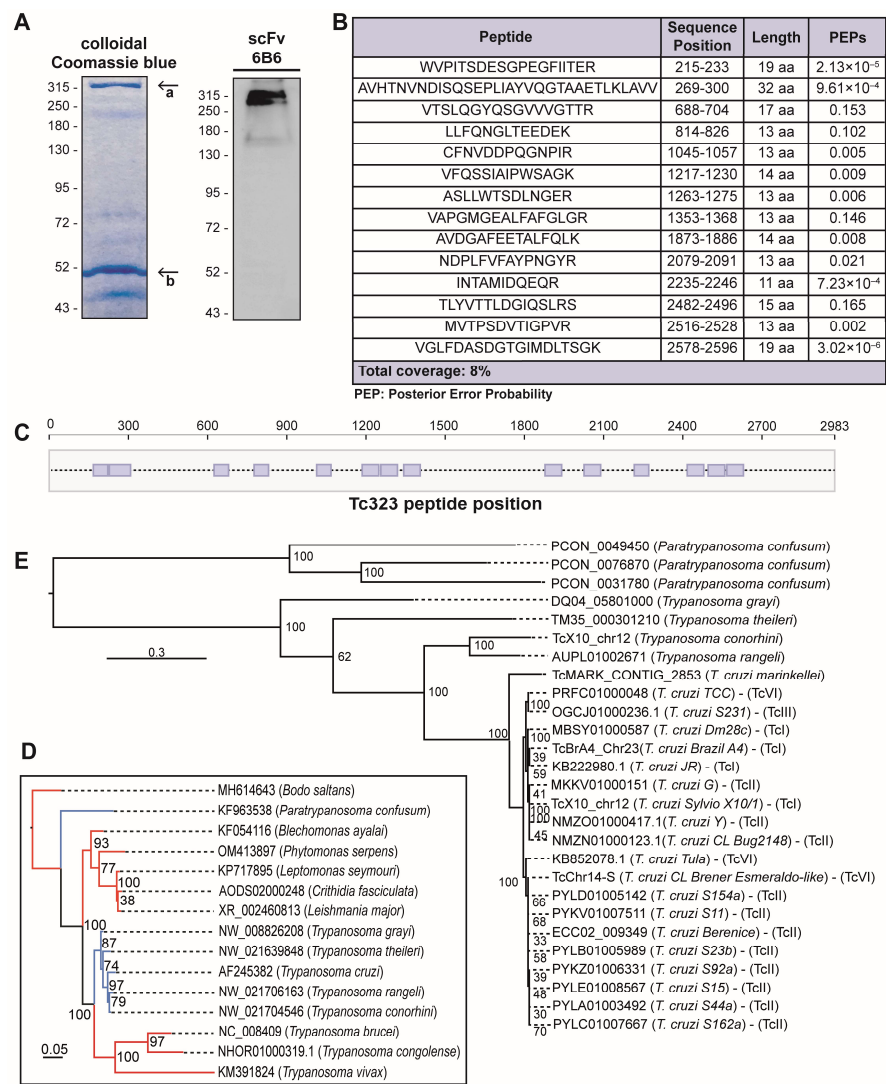 A
colloidal
Coomassie blue
315 -
250 -
180 -
130 -
95 -
72 -
52 -
43 -
a
b
scFv
6B6
315 -
250 -
180 -
130 -
95 -
72 -
52 -
43 -
B
Peptide Sequence Position Length PEPs
WVPITSDESGPEGFIITER 215-233 19 aa 2.13×10–5
AVHTNVNDISQSEPLIAYVQGTAAETLKLAVV 269-300 32 aa 9.61×10–4
VTSLQGYQSGVVVGTTR 688-704 17 aa 0.153
LLFQNGLTEEDEK 814-826 13 aa 0.102
CFNVDDPQGNPIR 1045-1057 13 aa 0.005
VFQSSIAIPWSAGK 1217-1230 14 aa 0.009
ASLLWTSDLNGER 1263-1275 13 aa 0.006
VAPGMGEALFAFGLGR 1353-1368 13 aa 0.146
AVDGAFEETALFQLK 1873-1886 14 aa 0.008
NDPLFVFAYPNGYR 2079-2091 13 aa 0.021
INTAMIDQEQR 2235-2246 11 aa 7.23×10–4
TLYVTTLDGIQSLRS 2482-2496 15 aa 0.165
MVTPSDVTIGPVR 2516-2528 13 aa 0.002
VGLFDASDGTGIMDLTSGK 2578-2596 19 aa 3.02×10–6
Total coverage: 8%
PEP: Posterior Error Probability
C
0 300 600 900 1200 1500 1800 2100 2400 2700 2983
Tc323 peptide position
E
PCON_0049450 (Paratrypanosoma confusum)
PCON_0076870 (Paratrypanosoma confusum)
PCON_0031780 (Paratrypanosoma confusum)
DQ04_05801000 (Trypanosoma grayi)
TM35_000301210 (Trypanosoma theileri)
TcX10_chr12 (Trypanosoma conorhini)
AUPL01002671 (Trypanosoma rangeli)
TcMARK_CONTIG_2853 (T. cruzi marinkellei)
PRFC01000048 (T. cruzi TCC) - (TcVI)
OGCJ01000236.1 (T. cruzi S231) - (TcIII)
MBSY01000587 (T. cruzi Dm28c) - (TcI)
TcBrA4_Chr23(T. cruzi Brazil A4) - (TcI)
KB222980.1 (T. cruzi JR) - (TcI)
MKKV01000151 (T. cruzi G) - (TcII)
TcX10_chr12 (T. cruzi Sylvio X10/1) - (TcI)
NMZO01000417.1 (T. cruzi Y) - (TcII)
NMZN01000123.1(T. cruzi CL Bug2148) - (TcII)
KB852078.1 (T. cruzi Tula) - (TcVI)
TcChr14-S (T. cruzi CL Brener Esmeraldo-like) - (TcVI)
PYLD01005142 (T. cruzi S154a) - (TcII)
PYKV01007511 (T. cruzi S11) - (TcII)
ECC02_009349 (T. cruzi Berenice) - (TcII)
PYLB01005989 (T. cruzi S23b) - (TcII)
PYKZ01006331 (T. cruzi S92a) - (TcII)
PYLE01008567 (T. cruzi S15) - (TcII)
PYLA01003492 (T. cruzi S44a) - (TcII)
PYLC01007667 (T. cruzi S162a) - (TcII)
100
100
100
62
100
100
100
100
100
39
59
41
100
100
45
100
66
68
33
58
39
48
30
70
0.3
D
MH614643 (Bodo saltans)
KF963538 (Paratrypanosoma confusum)
KF054116 (Blechomonas ayalai)
OM413897 (Phytomonas serpens)
KP717895 (Leptomonas seymouri)
AODS02000248 (Crithidia fasciculata)
XR_002460813 (Leishmania major)
NW_008826208 (Trypanosoma grayi)
NW_021639848 (Trypanosoma theileri)
AF245382 (Trypanosoma cruzi)
NW_021706163 (Trypanosoma rangeli)
NW_021704546 (Trypanosoma conorhini)
NC_008409 (Trypanosoma brucei)
NHOR01000319.1 (Trypanosoma congolense)
KM391824 (Trypanosoma vivax)
93
77
100
38
100
87
74
97
79
100
97
100
0.05